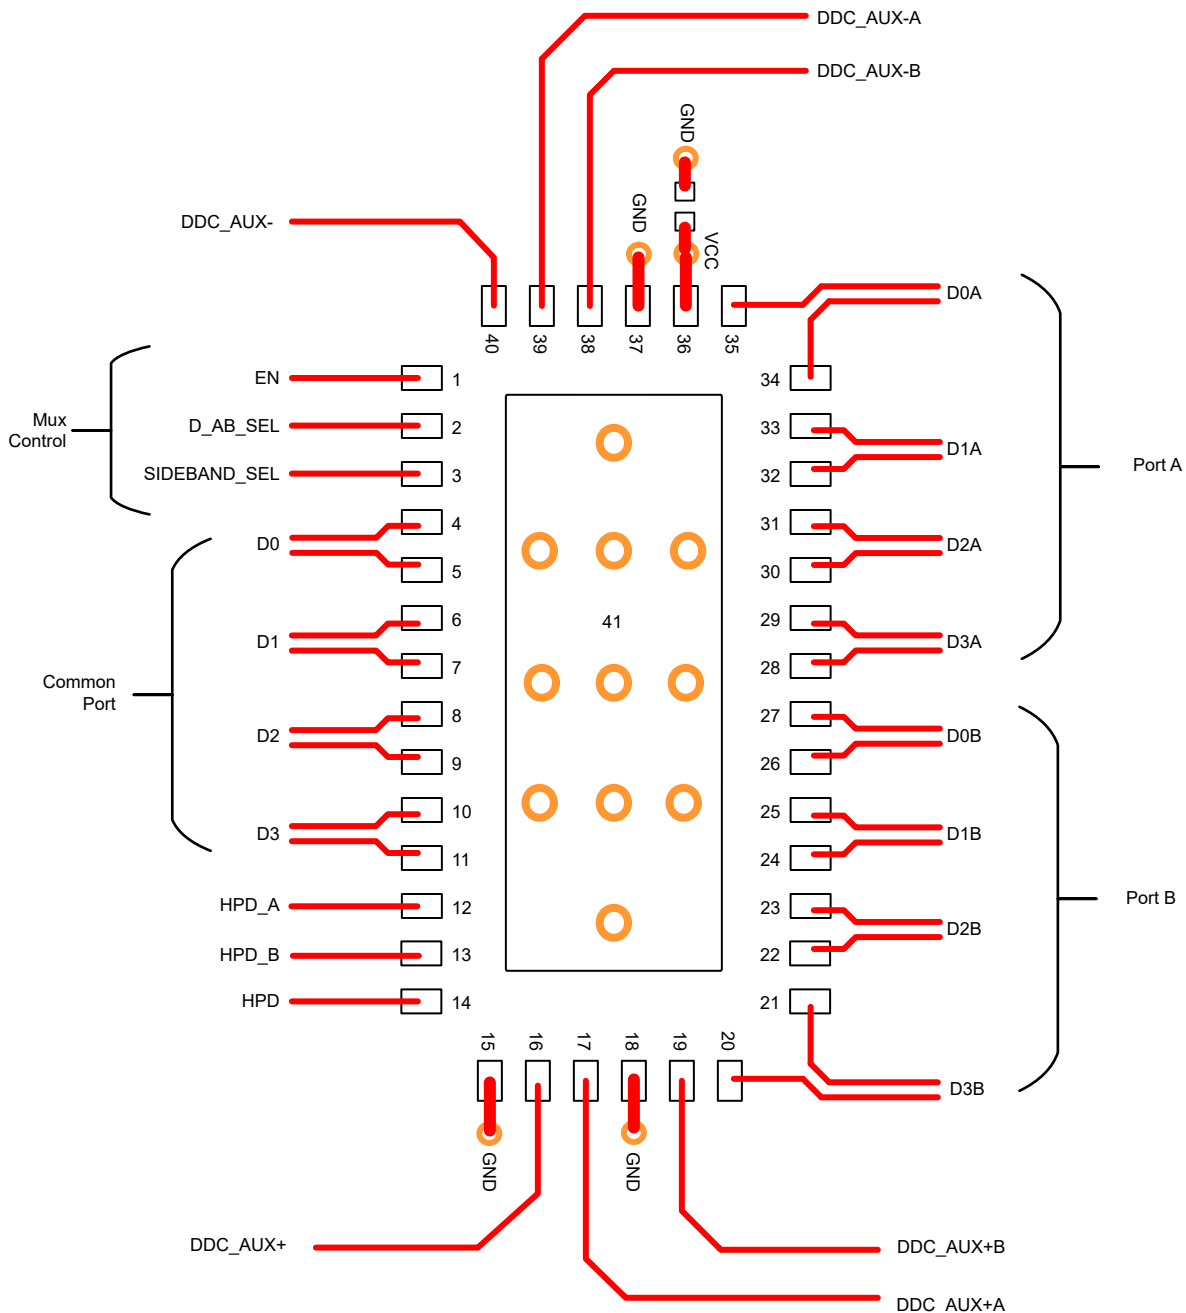 DDC_AUX-A
DDC_AUX-B
GND
GND
VCC
DDC_AUX-
40
39
38
37
36
35
D0A
Mux
Control
EN
1
34
D_AB_SEL
2
33
D1A
SIDEBAND_SEL
3
32
Port A
D0
4
31
D2A
5
30
41
D1
6
29
D3A
7
28
Common
Port
D2
8
27
D0B
9
26
D3
10
25
D1B
11
24
HPD_A
12
23
D2B
Port B
HPD_B
13
22
HPD
14
21
15
16
17
18
19
20
D3B
GND
GND
DDC_AUX+
DDC_AUX+B
DDC_AUX+A